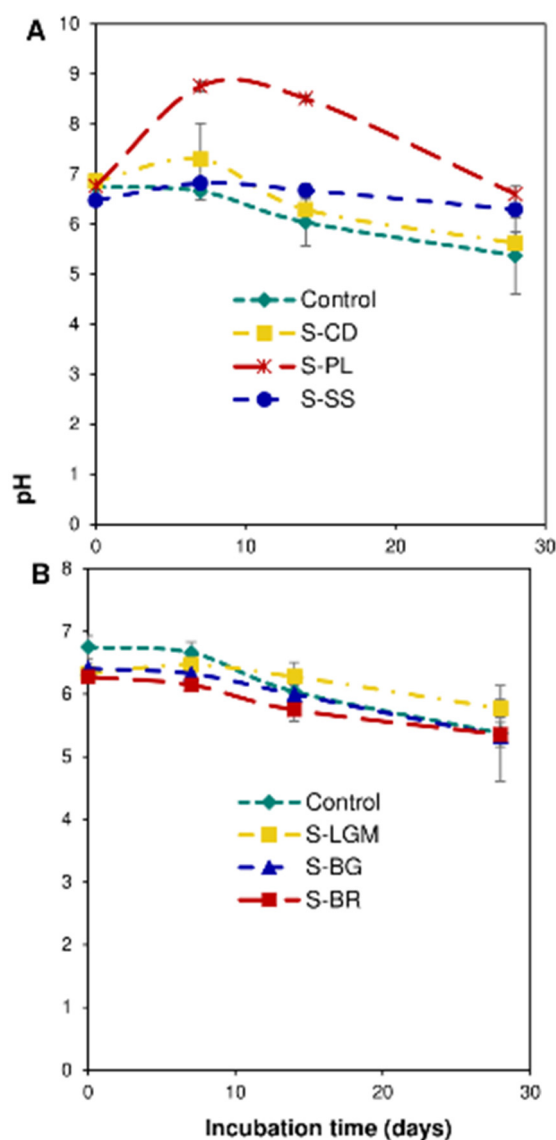 A
10
9
8
7
6
5
4
3
2
1
0
pH
Control
S-CD
S-PL
S-SS
0 10 20 30
B
8
7
6
5
4
3
2
1
0
Control
S-LGM
S-BG
S-BR
0 10 20 30
Incubation time (days)